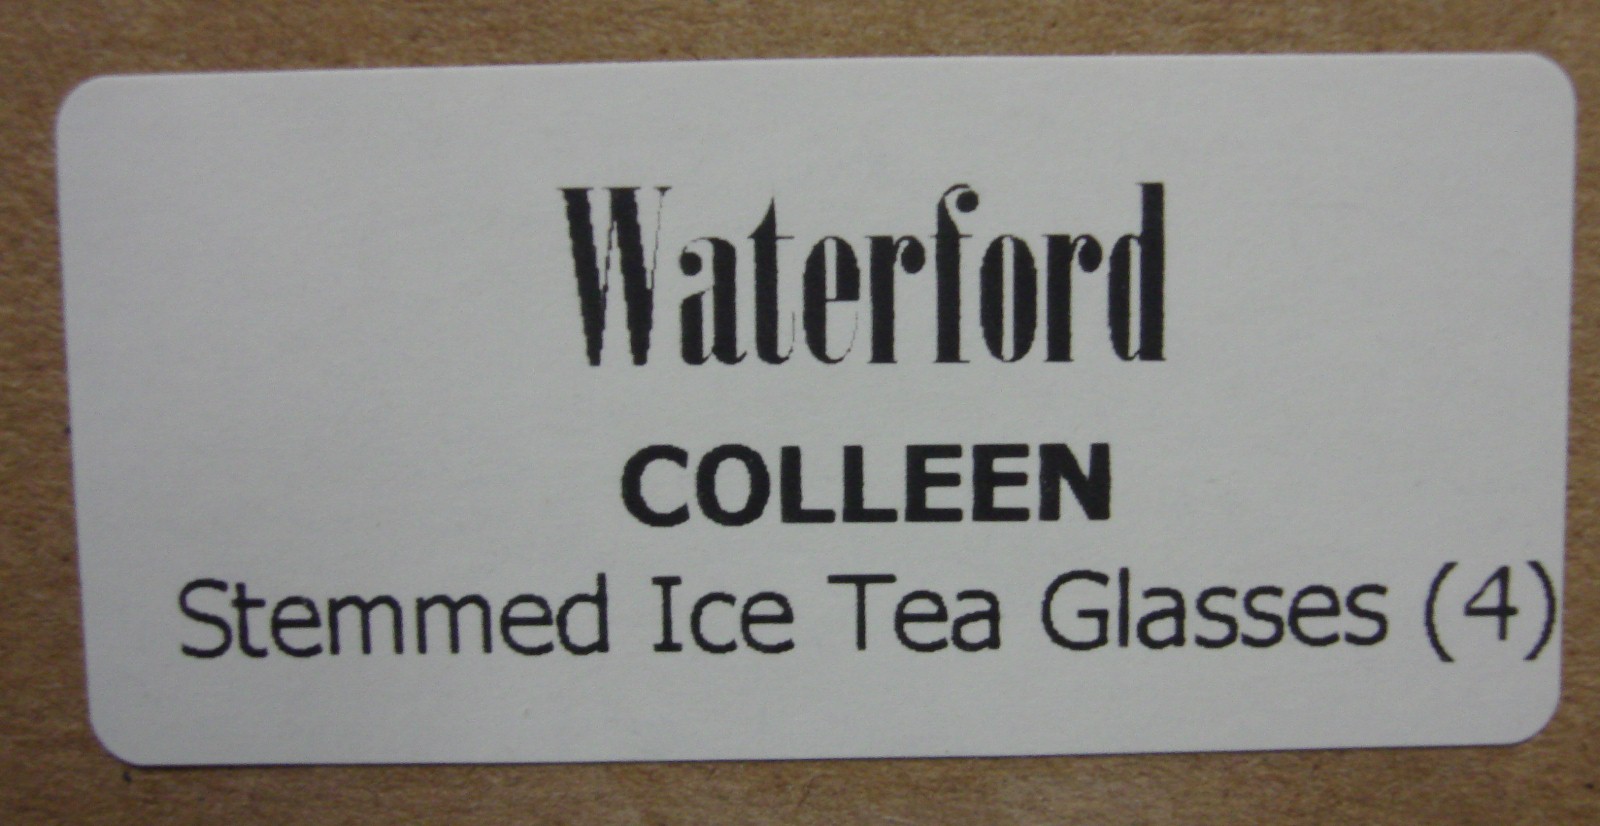 Waterford
COLLEEN
Stemmed Ice Tea Glasses (4)